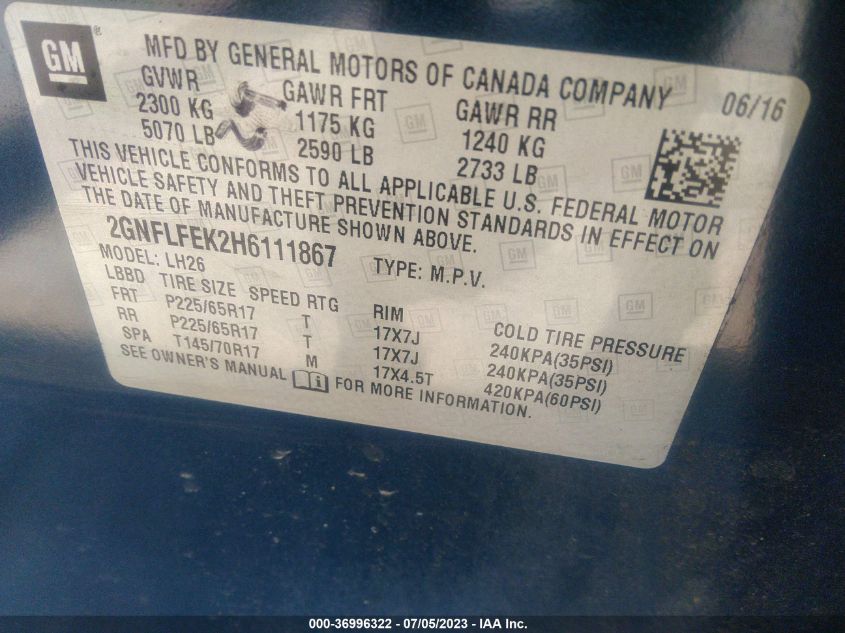 GM
MFD BY GENERAL MOTORS OF CANADA COMPANY 06/16
GVWR GAWR FRT GAWR RR
2300 KG 1175 KG 1240 KG
5070 LB 2590 LB 2733 LB
THIS VEHICLE CONFORMS TO ALL APPLICABLE U.S. FEDERAL MOTOR
VEHICLE SAFETY AND THEFT PREVENTION STANDARDS IN EFFECT ON
THE DATE OF MANUFACTURE SHOWN ABOVE.
2GNFLFEK2H6111867 TYPE: M.P.V.
MODEL: LH26
LBBD TIRE SIZE SPEED RTG RIM COLD TIRE PRESSURE
FRT P225/65R17 T 17X7J 240KPA(35PSI)
RR P225/65R17 T 17X7J 240KPA(35PSI)
SPA T145/70R17 M 17X4.5T 420KPA(60PSI)
SEE OWNER'S MANUAL FOR MORE INFORMATION.
000-36996322 - 07/05/2023 - IAA Inc.